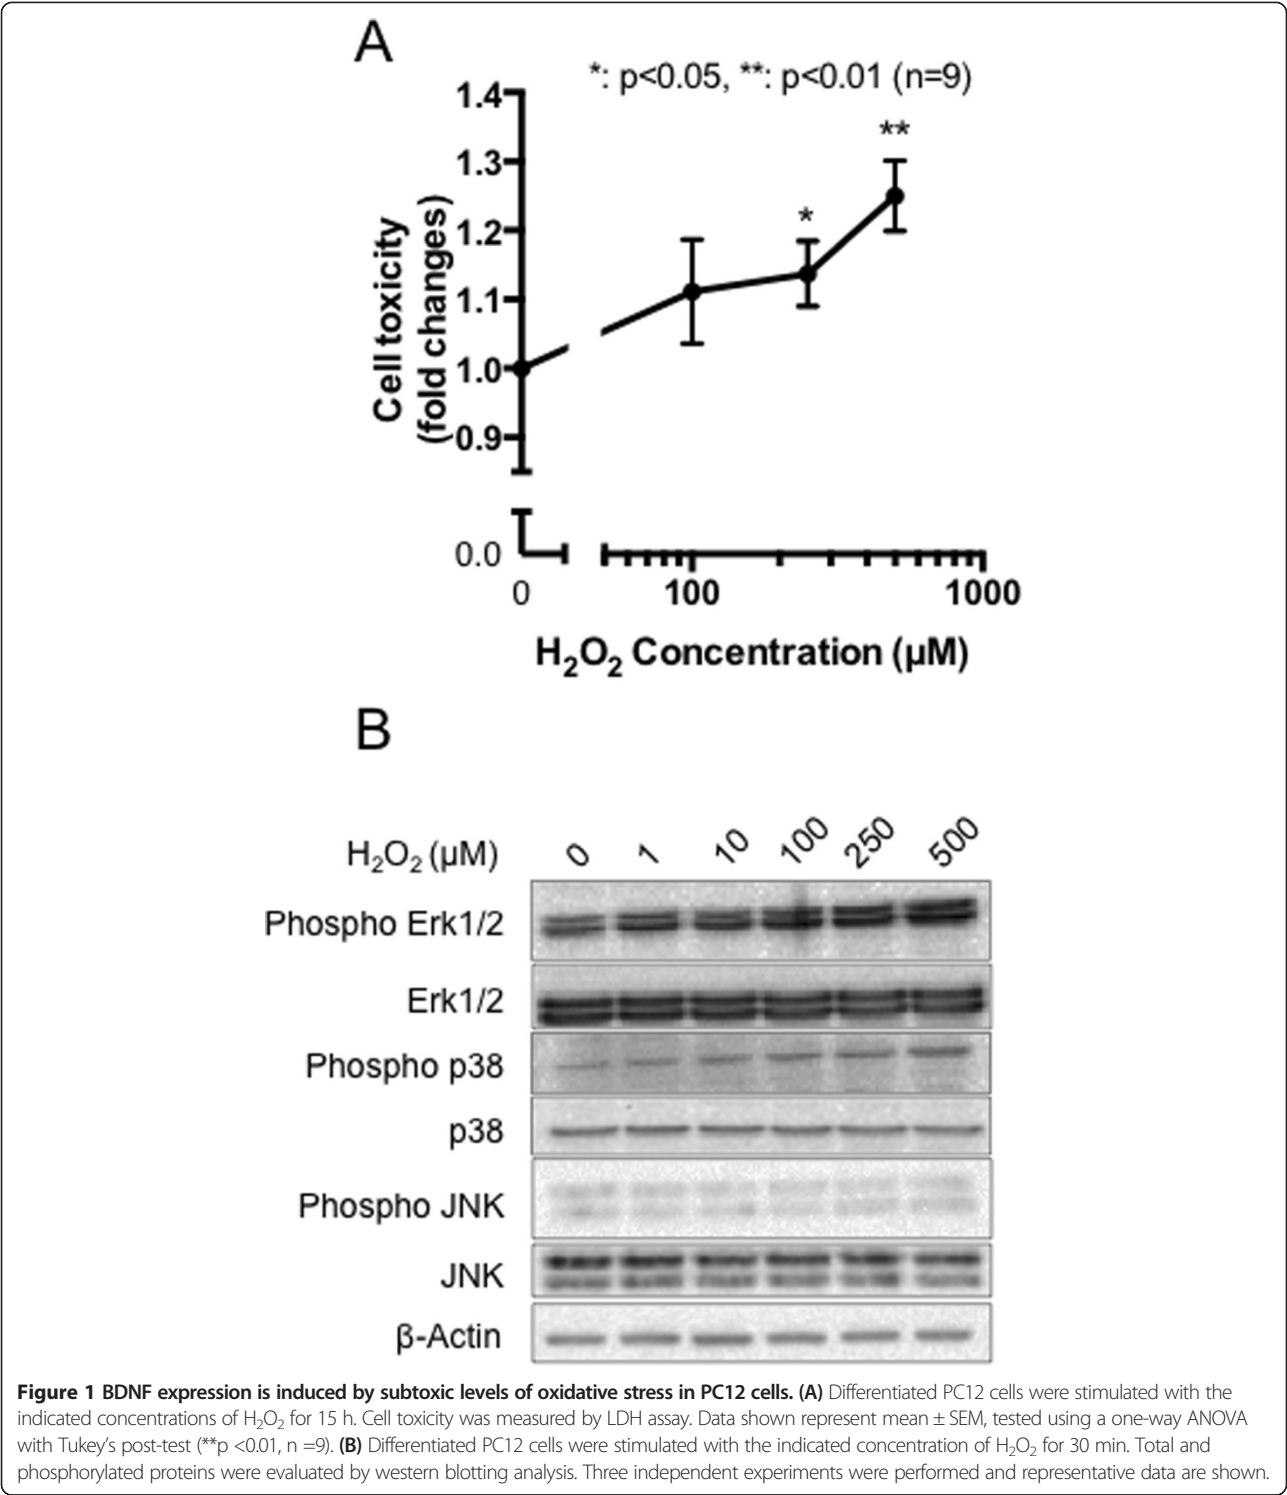 A
*: p<0.05, **: p<0.01 (n=9)
1.4
1.3
1.2
1.1
1.0
0.9
0.0
Cell toxicity
(fold changes)
*
**
0
100
1000
H₂O₂ Concentration (µM)
B
H₂O₂ (µM)
0
1
10
100
250
500
Phospho Erk1/2
Erk1/2
Phospho p38
p38
Phospho JNK
JNK
β-Actin
Figure 1 BDNF expression is induced by subtoxic levels of oxidative stress in PC12 cells. (A) Differentiated PC12 cells were stimulated with the
indicated concentrations of H₂O₂ for 15 h. Cell toxicity was measured by LDH assay. Data shown represent mean ± SEM, tested using a one-way ANOVA
with Tukey's post-test (**p <0.01, n =9). (B) Differentiated PC12 cells were stimulated with the indicated concentration of H₂O₂ for 30 min. Total and
phosphorylated proteins were evaluated by western blotting analysis. Three independent experiments were performed and representative data are shown.